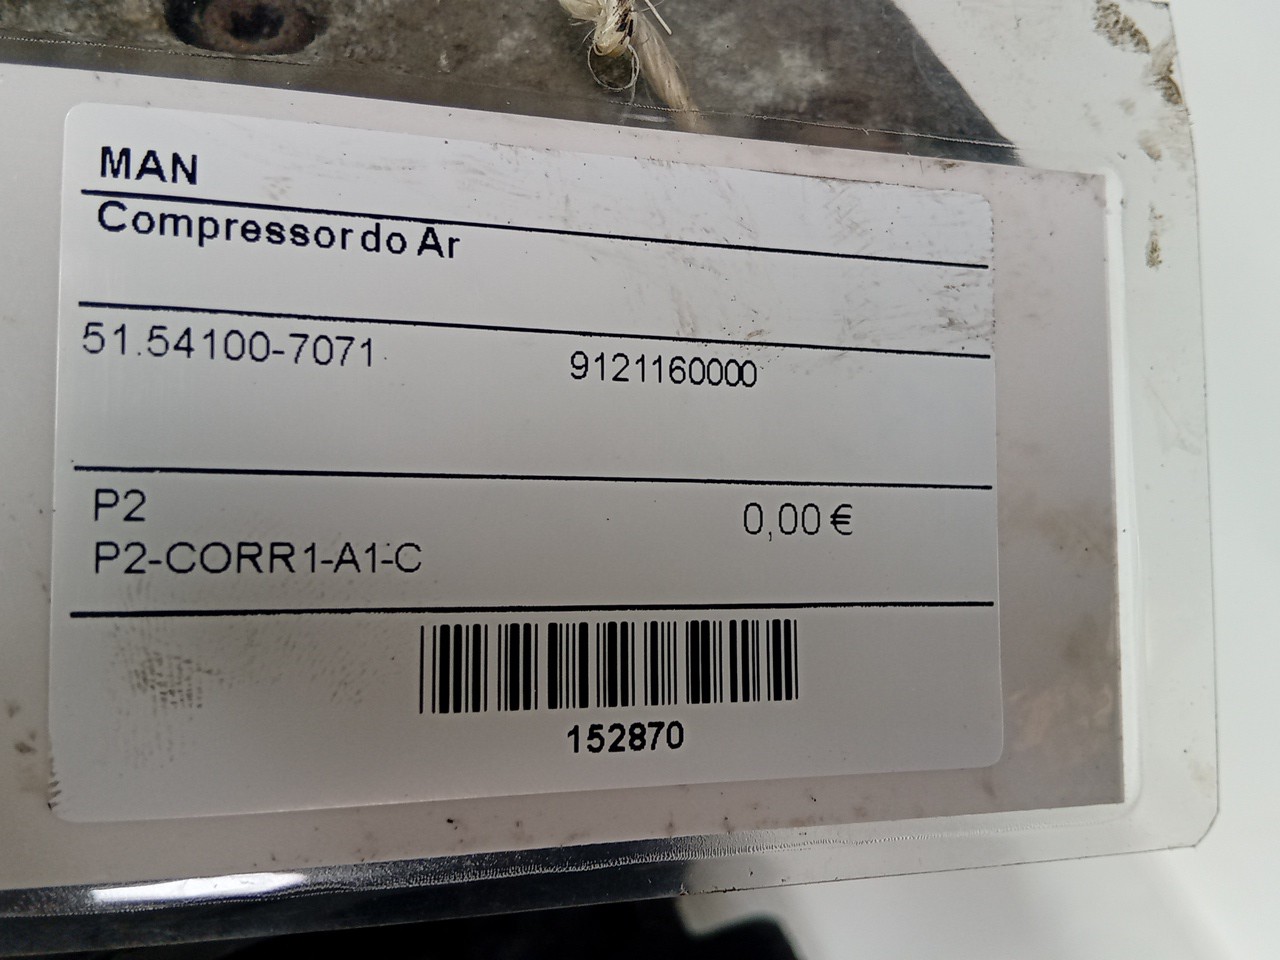 MAN
Compressor do Ar
51.54100-7071 9121160000
P2 0,00 €
P2-CORR1-A1-C
152870